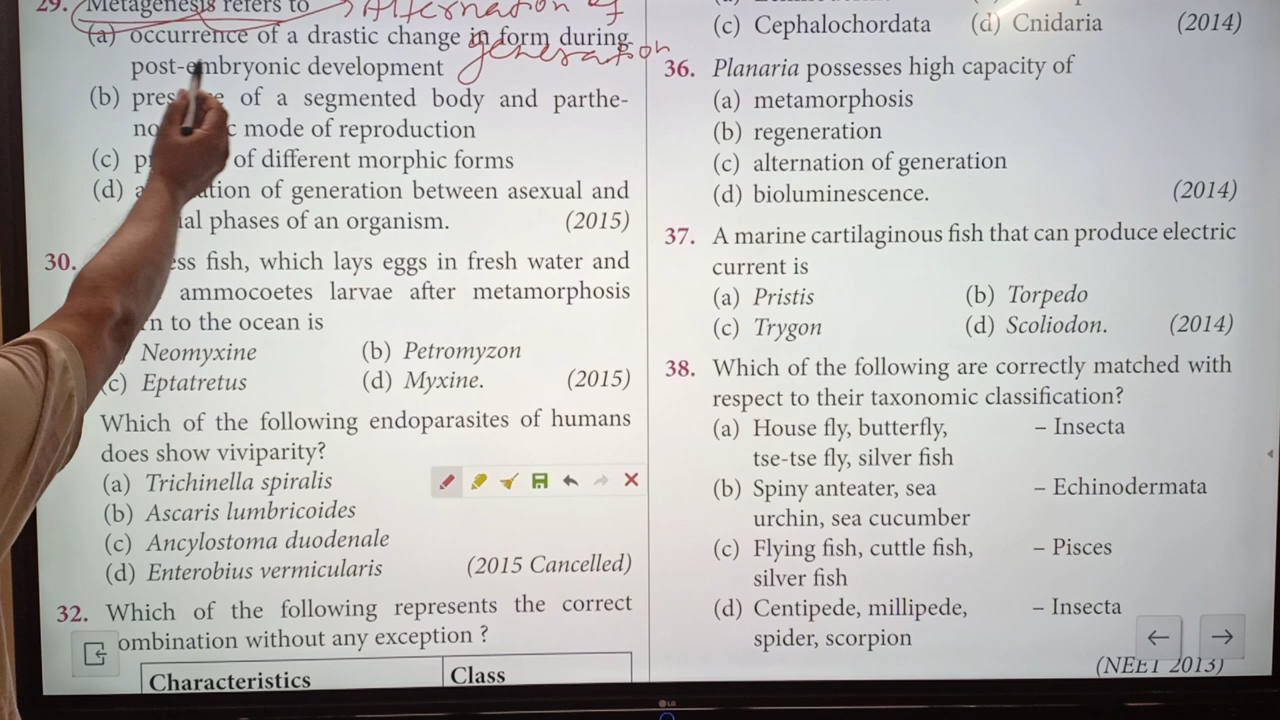 29. Metagenesis refers to Alternation of
generation
(a) occurrence of a drastic change in form during
post-embryonic development
(b) of a segmented body and parthe-
mode of reproduction
(c) of different morphic forms
(d) of generation between asexual and
phases of an organism. (2015)
30. fish, which lays eggs in fresh water and
ammocoetes larvae after metamorphosis
to the ocean is
Neomyxine (b) Petromyzon
(c) Eptatretus (d) Myxine. (2015)
Which of the following endoparasites of humans
does show viviparity?
(a) Trichinella spiralis
(b) Ascaris lumbricoides
(c) Ancylostoma duodenale
(d) Enterobius vermicularis (2015 Cancelled)
32. Which of the following represents the correct
ombination without any exception ?
Characteristics Class
(c) Cephalochordata (d) Cnidaria (2014)
36. Planaria possesses high capacity of
(a) metamorphosis
(b) regeneration
(c) alternation of generation
(d) bioluminescence. (2014)
37. A marine cartilaginous fish that can produce electric
current is
(a) Pristis (b) Torpedo
(c) Trygon (d) Scoliodon. (2014)
38. Which of the following are correctly matched with
respect to their taxonomic classification?
(a) House fly, butterfly, – Insecta
tse-tse fly, silver fish
(b) Spiny anteater, sea – Echinodermata
urchin, sea cucumber
(c) Flying fish, cuttle fish, – Pisces
silver fish
(d) Centipede, millipede, – Insecta
spider, scorpion
(NEET 2013)
LG